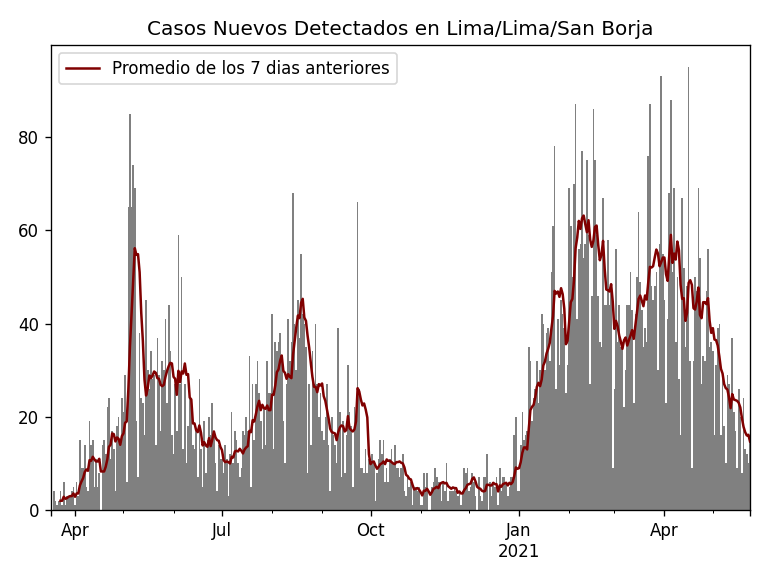 Casos Nuevos Detectados en Lima/Lima/San Borja
Promedio de los 7 dias anteriores
80
60
40
20
0
Apr
Jul
Oct
Jan
2021
Apr